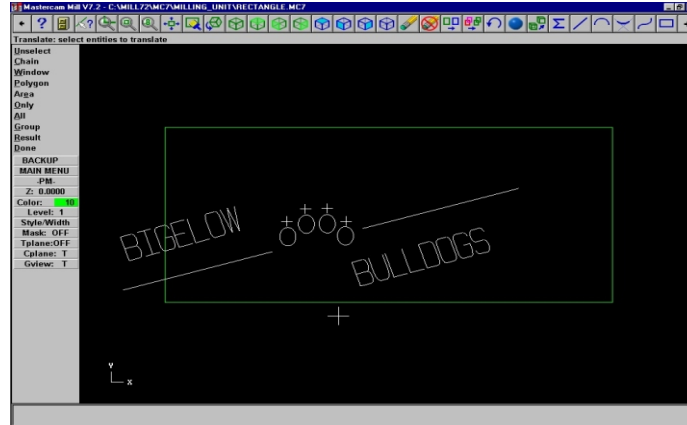 Mastercam Mill V7.2 - C:\MILL72\MC7\MILLING_UNIT\RECTANGLE.MC7
Translate: select entities to translate
Unselect
Chain
Window
Polygon
Area
Only
All
Group
Result
Done
BACKUP
MAIN MENU
-PM-
Z: 0.0000
Color: 10
Level: 1
Style/Width
Mask: OFF
Tplane:OFF
Cplane: T
Gview: T
BIGELOW
BULLDOGS
Y
X